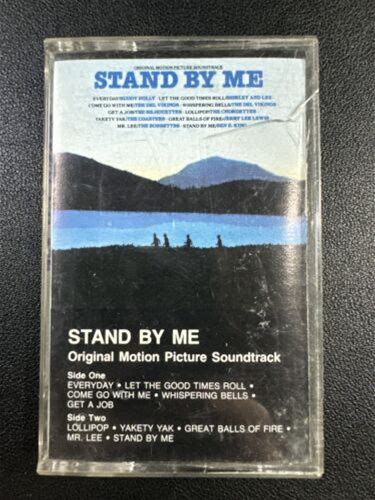 ORIGINAL MOTION PICTURE SOUNDTRACK
STAND BY ME
EVERYDAY/BUDDY HOLLY · LET THE GOOD TIMES ROLL/SHIRLEY AND LEE
COME GO WITH ME/THE DEL VIKINGS · WHISPERING BELLS/THE DEL VIKINGS
GET A JOB/THE SILHOUETTES · LOLLIPOP/THE CHORDETTES
YAKETY YAK/THE COASTERS · GREAT BALLS OF FIRE/JERRY LEE LEWIS
MR. LEE/THE BOBBETTES · STAND BY ME/BEN E. KING
STAND BY ME
Original Motion Picture Soundtrack
Side One
EVERYDAY • LET THE GOOD TIMES ROLL •
COME GO WITH ME • WHISPERING BELLS •
GET A JOB
Side Two
LOLLIPOP • YAKETY YAK • GREAT BALLS OF FIRE •
MR. LEE • STAND BY ME